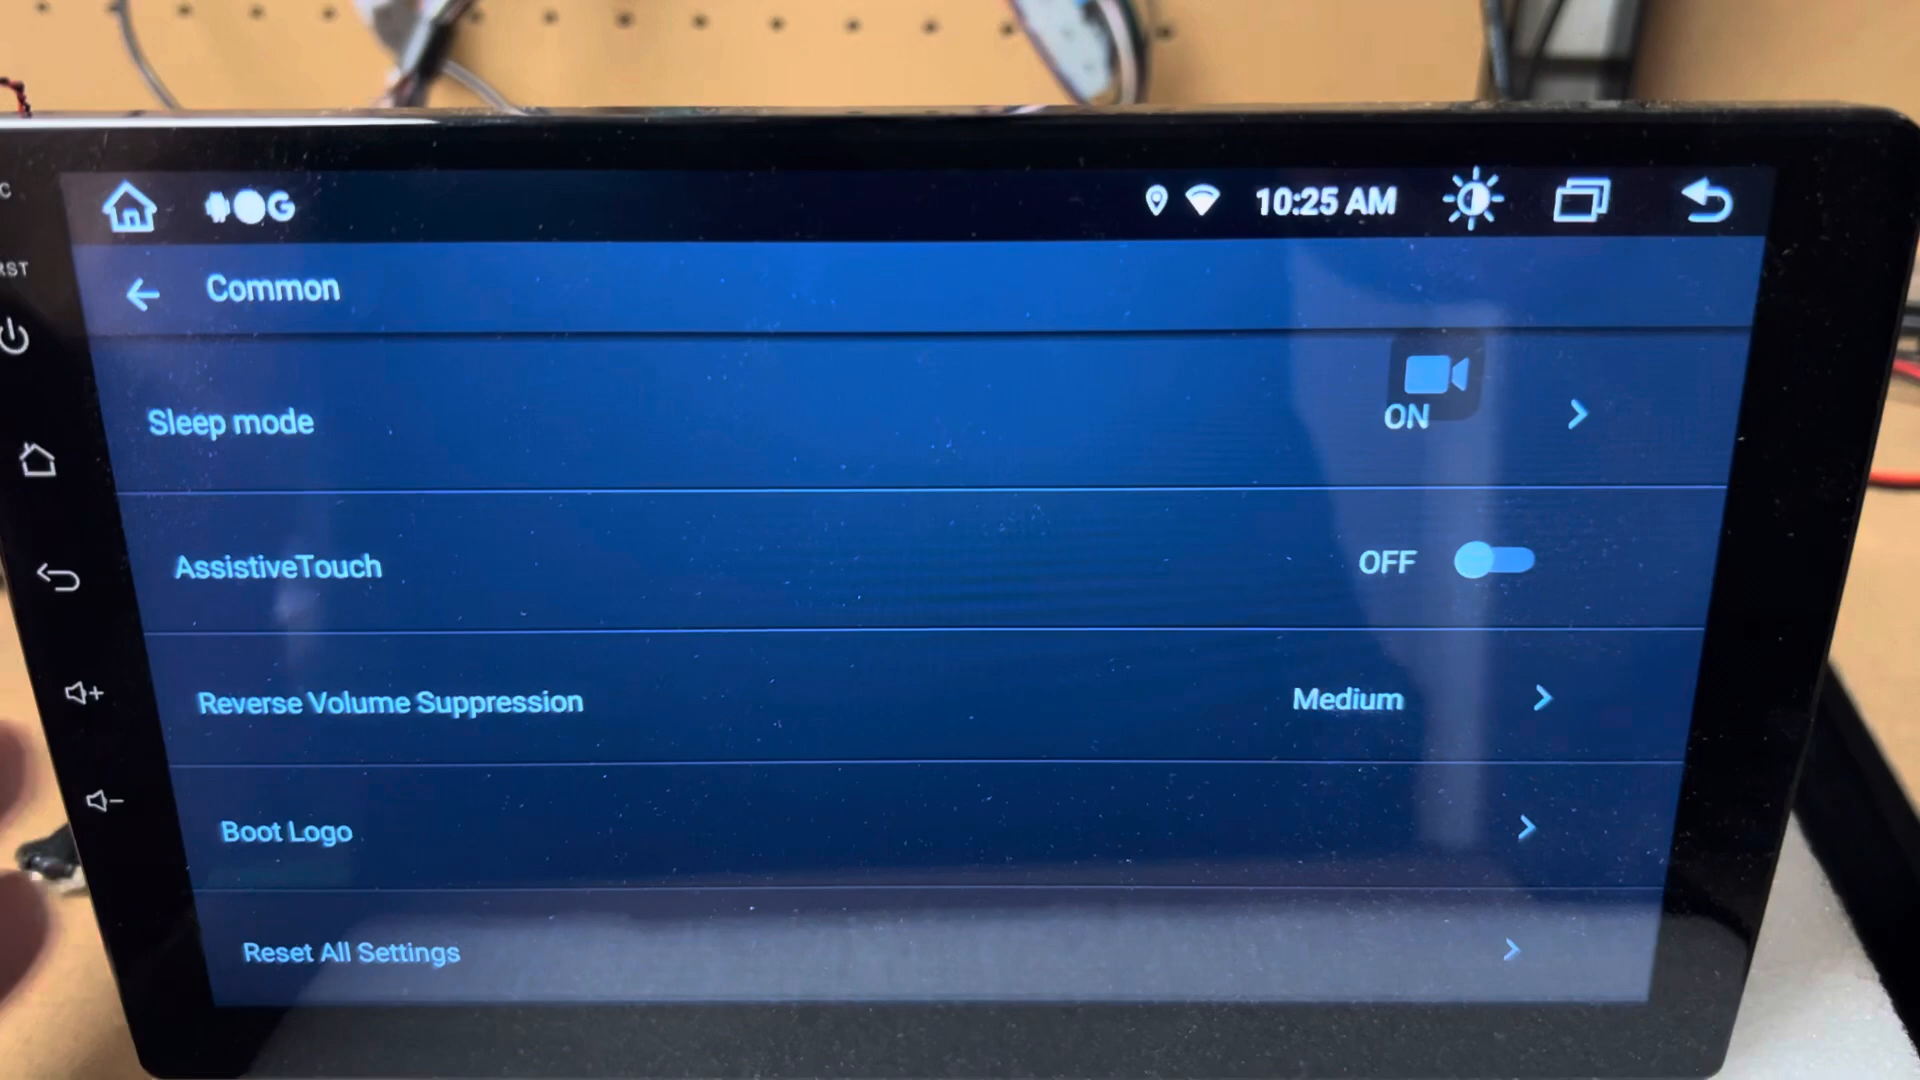 G
10:25 AM
Common
Sleep mode
ON
AssistiveTouch
OFF
Reverse Volume Suppression
Medium
Boot Logo
Reset All Settings
RST